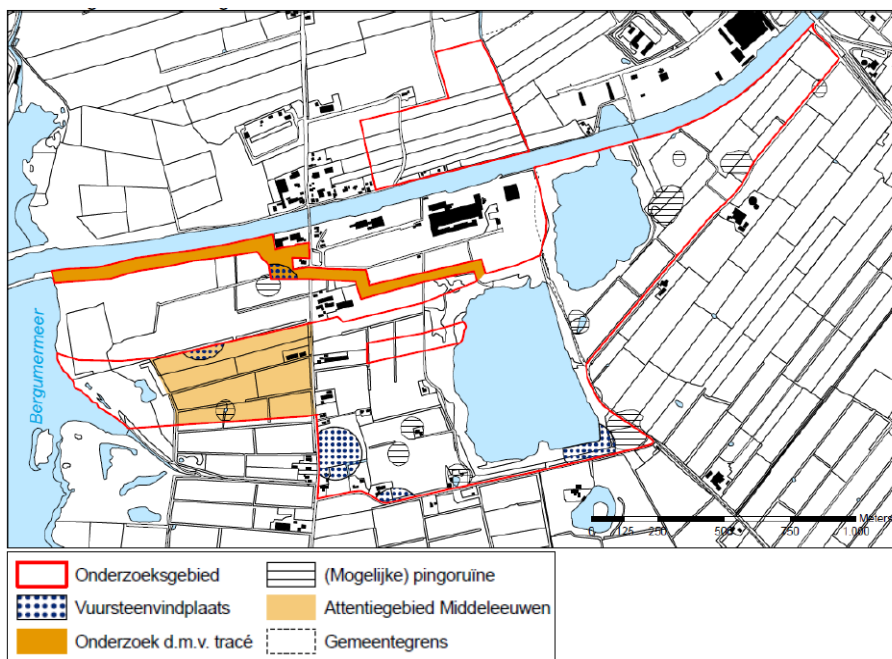 Bergumermeer
Meters
0 125 250 500 750 1.000
Onderzoeksgebied
Vuursteenvindplaats
Onderzoek d.m.v. tracé
(Mogelijke) pingoruïne
Attentiegebied Middeleeuwen
Gemeentegrens